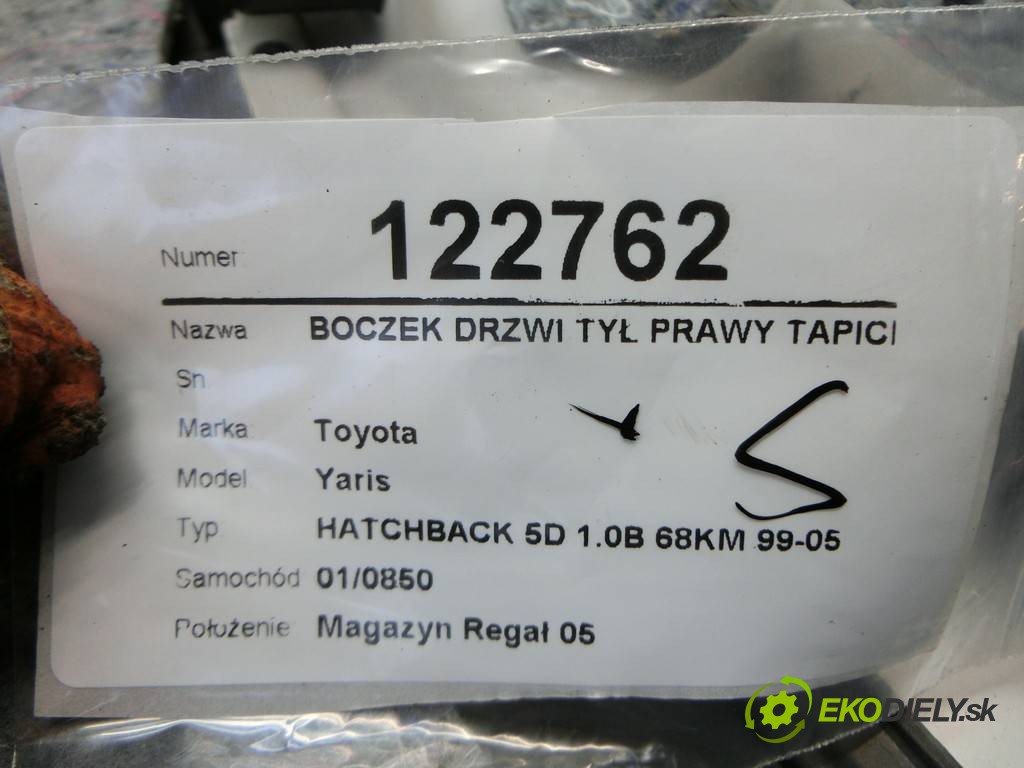 Numer 122762
Nazwa BOCZEK DRZWI TYŁ PRAWY TAPICI
Sn
Marka Toyota
Model Yaris
Typ HATCHBACK 5D 1.0B 68KM 99-05
Samochód 01/0850
Położenie Magazyn Regał 05
S
EKODIELY.sk